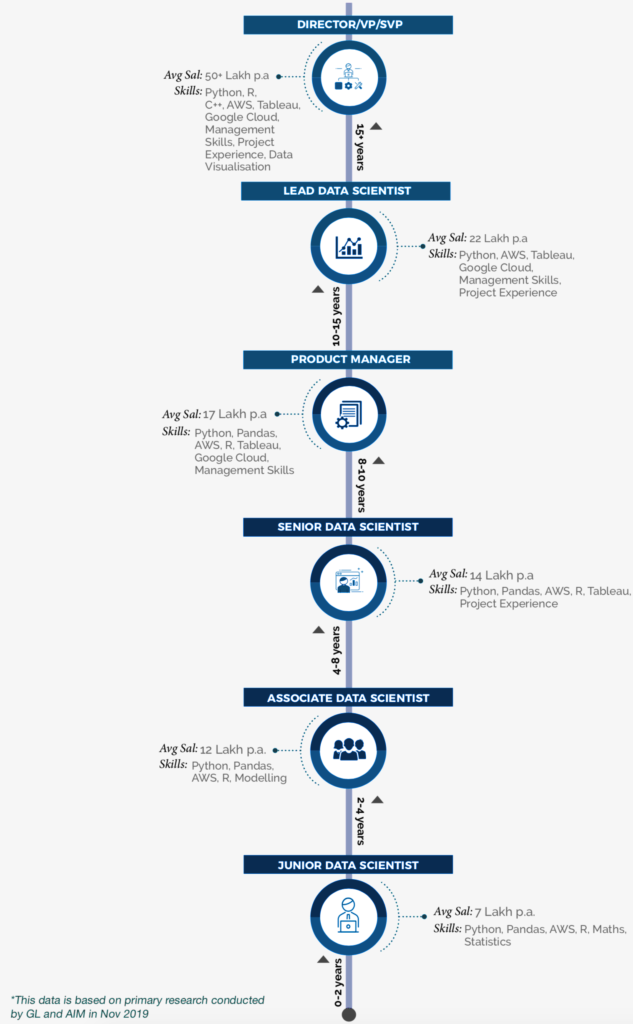 DIRECTOR/VP/SVP
Avg Sal: 50+ Lakh p.a
Skills: Python, R,
C++, AWS, Tableau,
Google Cloud,
Management
Skills, Project
Experience, Data
Visualisation
15+ years
LEAD DATA SCIENTIST
Avg Sal: 22 Lakh p.a
Skills: Python, AWS, Tableau,
Google Cloud,
Management Skills,
Project Experience
10-15 years
PRODUCT MANAGER
Avg Sal: 17 Lakh p.a
Skills: Python, Pandas,
AWS, R, Tableau,
Google Cloud,
Management Skills
8-10 years
SENIOR DATA SCIENTIST
Avg Sal: 14 Lakh p.a
Skills: Python, Pandas, AWS, R, Tableau,
Project Experience
4-8 years
ASSOCIATE DATA SCIENTIST
Avg Sal: 12 Lakh p.a.
Skills: Python, Pandas,
AWS, R, Modelling
2-4 years
JUNIOR DATA SCIENTIST
Avg Sal: 7 Lakh p.a.
Skills: Python, Pandas, AWS, R, Maths,
Statistics
0-2 years
*This data is based on primary research conducted
by GL and AIM in Nov 2019